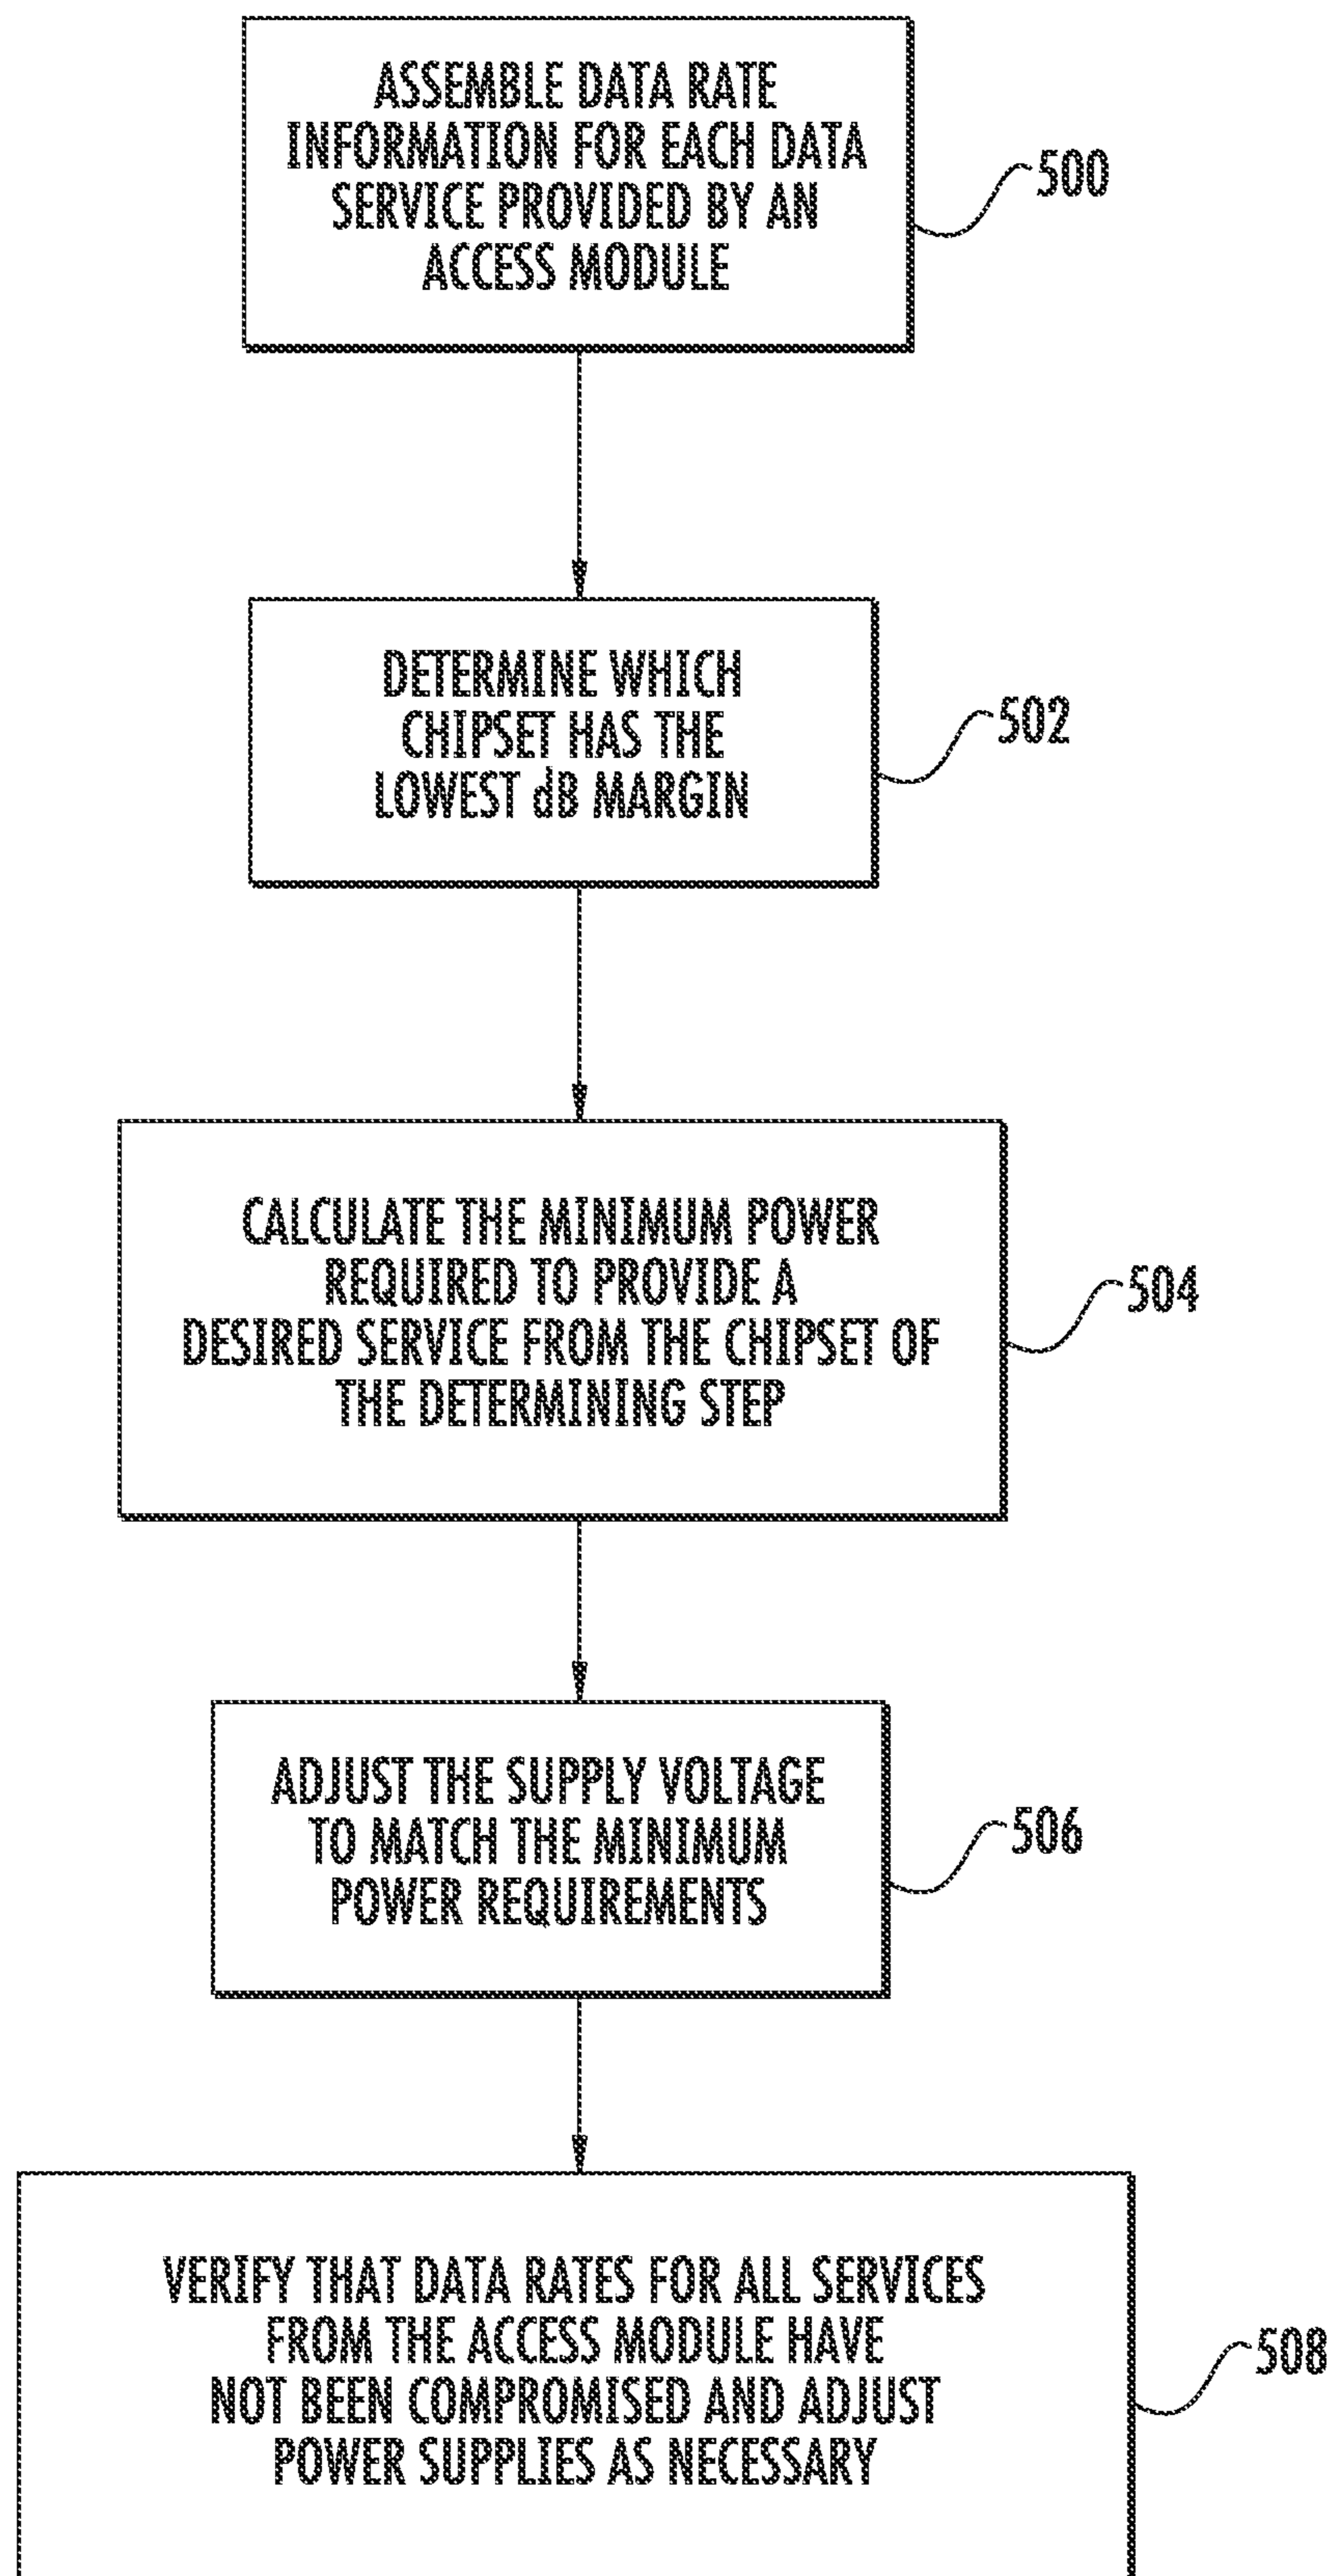 ASSEMBLE DATA RATE
INFORMATION FOR EACH DATA
SERVICE PROVIDED BY AN
ACCESS MODULE
500
DETERMINE WHICH
CHIPSET HAS THE
LOWEST dB MARGIN
502
CALCULATE THE MINIMUM POWER
REQUIRED TO PROVIDE A
DESIRED SERVICE FROM THE CHIPSET OF
THE DETERMINING STEP
504
ADJUST THE SUPPLY VOLTAGE
TO MATCH THE MINIMUM
POWER REQUIREMENTS
506
VERIFY THAT DATA RATES FOR ALL SERVICES
FROM THE ACCESS MODULE HAVE
NOT BEEN COMPROMISED AND ADJUST
POWER SUPPLIES AS NECESSARY
508